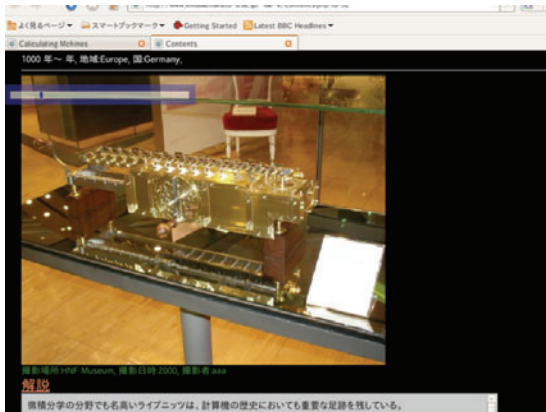 よく見るページ スマートブックマーク Getting Started Latest BBC Headlines
Calculating Mchines Contents
1000 年~ 年, 地域:Europe, 国:Germany,
撮影場所:HNF Museum, 撮影日時:2000, 撮影者:aaa
解説
微積分学の分野でも名高いライプニッツは、計算機の歴史においても重要な足跡を残している。